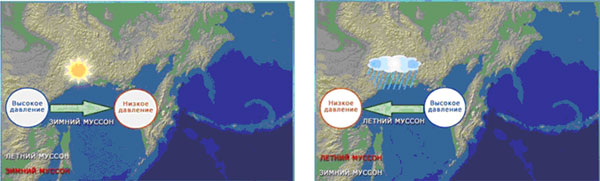 Высокое
давление
Низкое
давление
ЗИМНИЙ МУССОН
ЛЕТНИЙ МУССОН
ЗИМНИЙ МУССОН
Низкое
давление
Высокое
давление
ЛЕТНИЙ МУССОН
ЛЕТНИЙ МУССОН
ЗИМНИЙ МУССОН